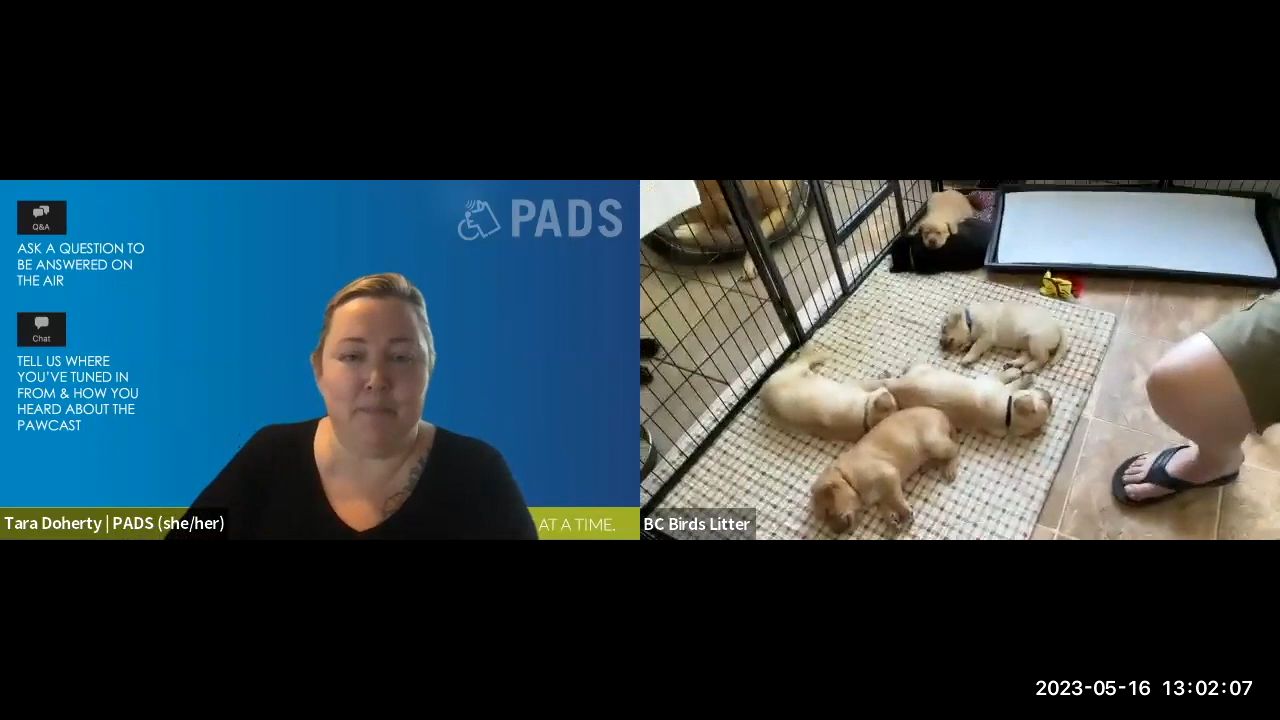 Q&A
ASK A QUESTION TO
BE ANSWERED ON
THE AIR
Chat
TELL US WHERE
YOU'VE TUNED IN
FROM & HOW YOU
HEARD ABOUT THE
PAWCAST
PADS
AT A TIME.
Tara Doherty | PADS (she/her)
BC Birds Litter
2023-05-16 13:02:07